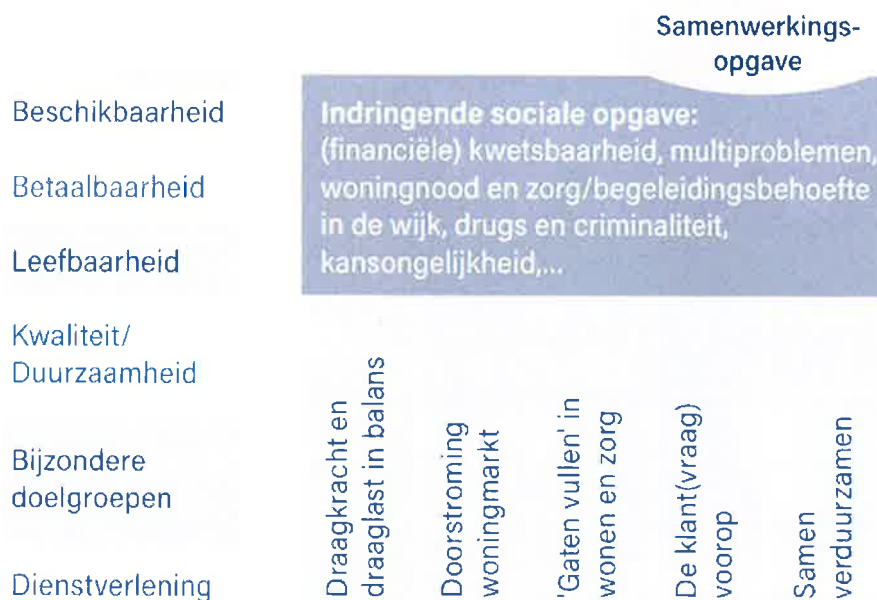 Samenwerkings-
opgave
Beschikbaarheid
Betaalbaarheid
Leefbaarheid
Kwaliteit/
Duurzaamheid
Bijzondere
doelgroepen
Dienstverlening
Indringende sociale opgave:
(financiële) kwetsbaarheid, multiproblemen,
woningnood en zorg/begeleidingsbehoefte
in de wijk, drugs en criminaliteit,
kansongelijkheid,...
Draagkracht en
draaglast in balans
Doorstroming
woningmarkt
'Gaten vullen' in
wonen en zorg
De klant(vraag)
voorop
Samen
verduurzamen